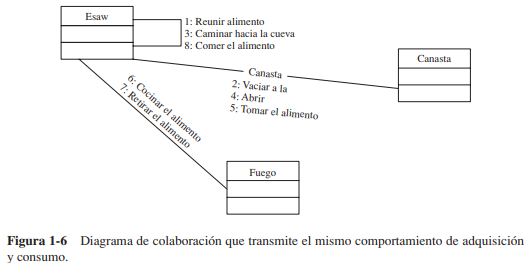 Esaw
1: Reunir alimento
3: Caminar hacia la cueva
8: Comer el alimento
Canasta
Canasta
2: Vaciar a la
4: Abrir
5: Tomar el alimento
6: Cocinar el alimento
7: Retirar el alimento
Fuego
Figura 1-6 Diagrama de colaboración que transmite el mismo comportamiento de adquisición
y consumo.